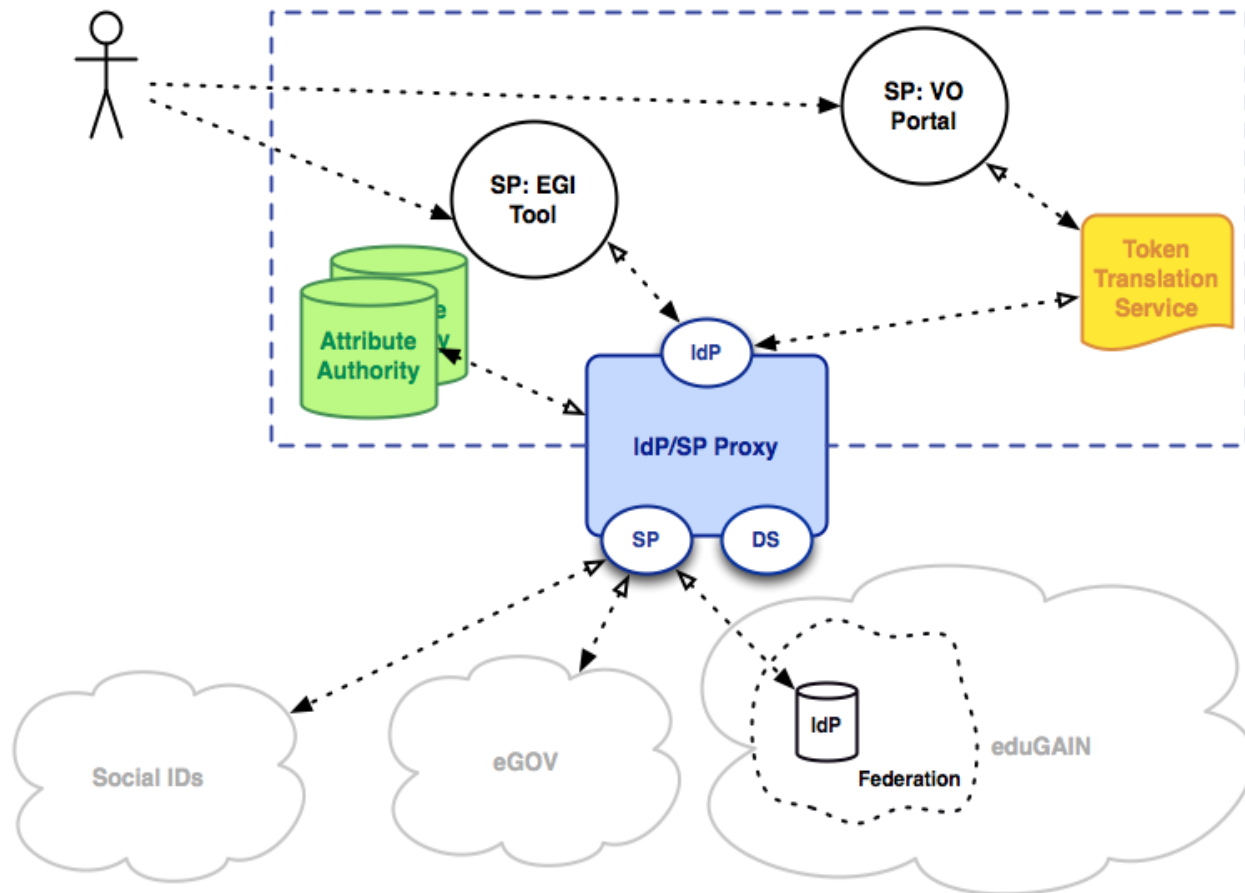 SP: VO
Portal
SP: EGI
Tool
Token
Translation
Service
e
y
Attribute
Authority
IdP
IdP/SP Proxy
SP
DS
IdP
eduGAIN
Federation
eGOV
Social IDs